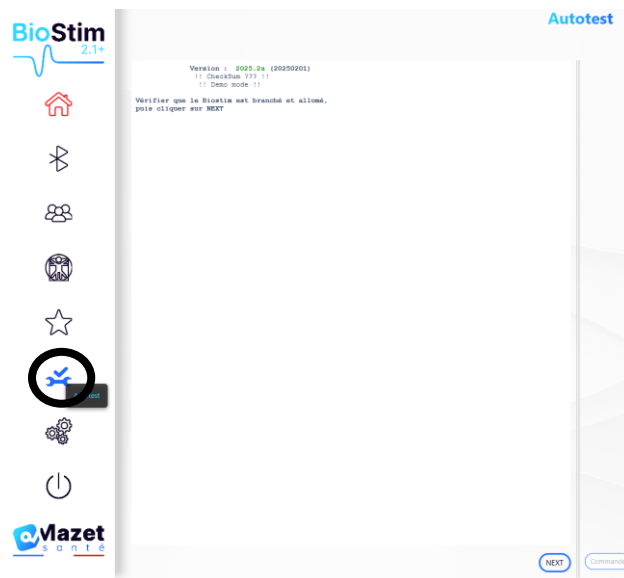 BioStim
2.1+
Autotest
Version : 2025.2a (20250201)
!! CheckSum ??? !!
!! Demo mode !!
Vérifier que le Biostim est branché et allumé,
puis cliquer sur NEXT
NEXT
Mazet
santé